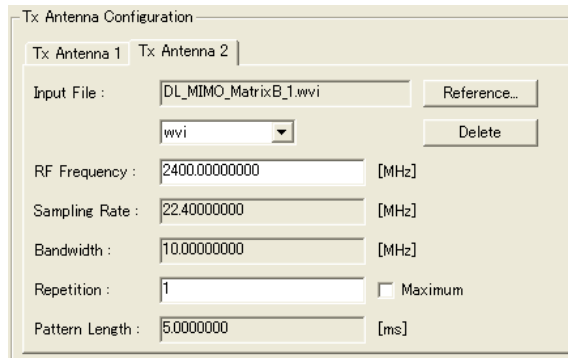 Tx Antenna Configuration
Tx Antenna 1 Tx Antenna 2
Input File : DL_MIMO_MatrixB_1.wvi Reference...
wvi Delete
RF Frequency : 2400.00000000 [MHz]
Sampling Rate : 22.40000000 [MHz]
Bandwidth : 10.00000000 [MHz]
Repetition : 1 Maximum
Pattern Length : 5.0000000 [ms]